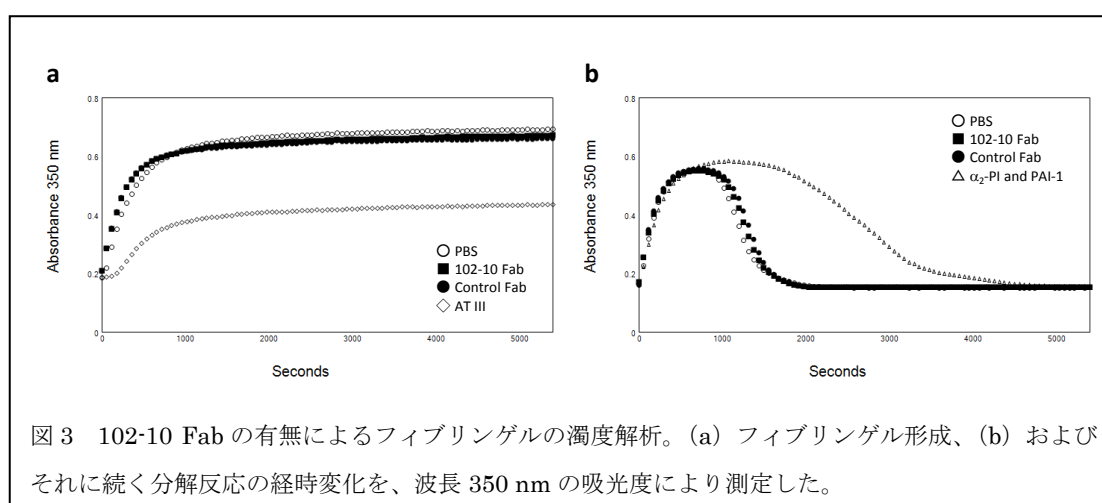 a
0.8
0.6
0.4
0.2
0
Absorbance 350 nm
PBS
102-10 Fab
Control Fab
AT III
0 1000 2000 3000 4000 5000
Seconds
b
0.8
0.6
0.4
0.2
0
Absorbance 350 nm
PBS
102-10 Fab
Control Fab
α2-PI and PAI-1
0 1000 2000 3000 4000 5000
Seconds
図 3 102-10 Fab の有無によるフィブリンゲルの濁度解析。(a) フィブリンゲル形成、(b) および
それに続く分解反応の経時変化を、波長 350 nm の吸光度により測定した。